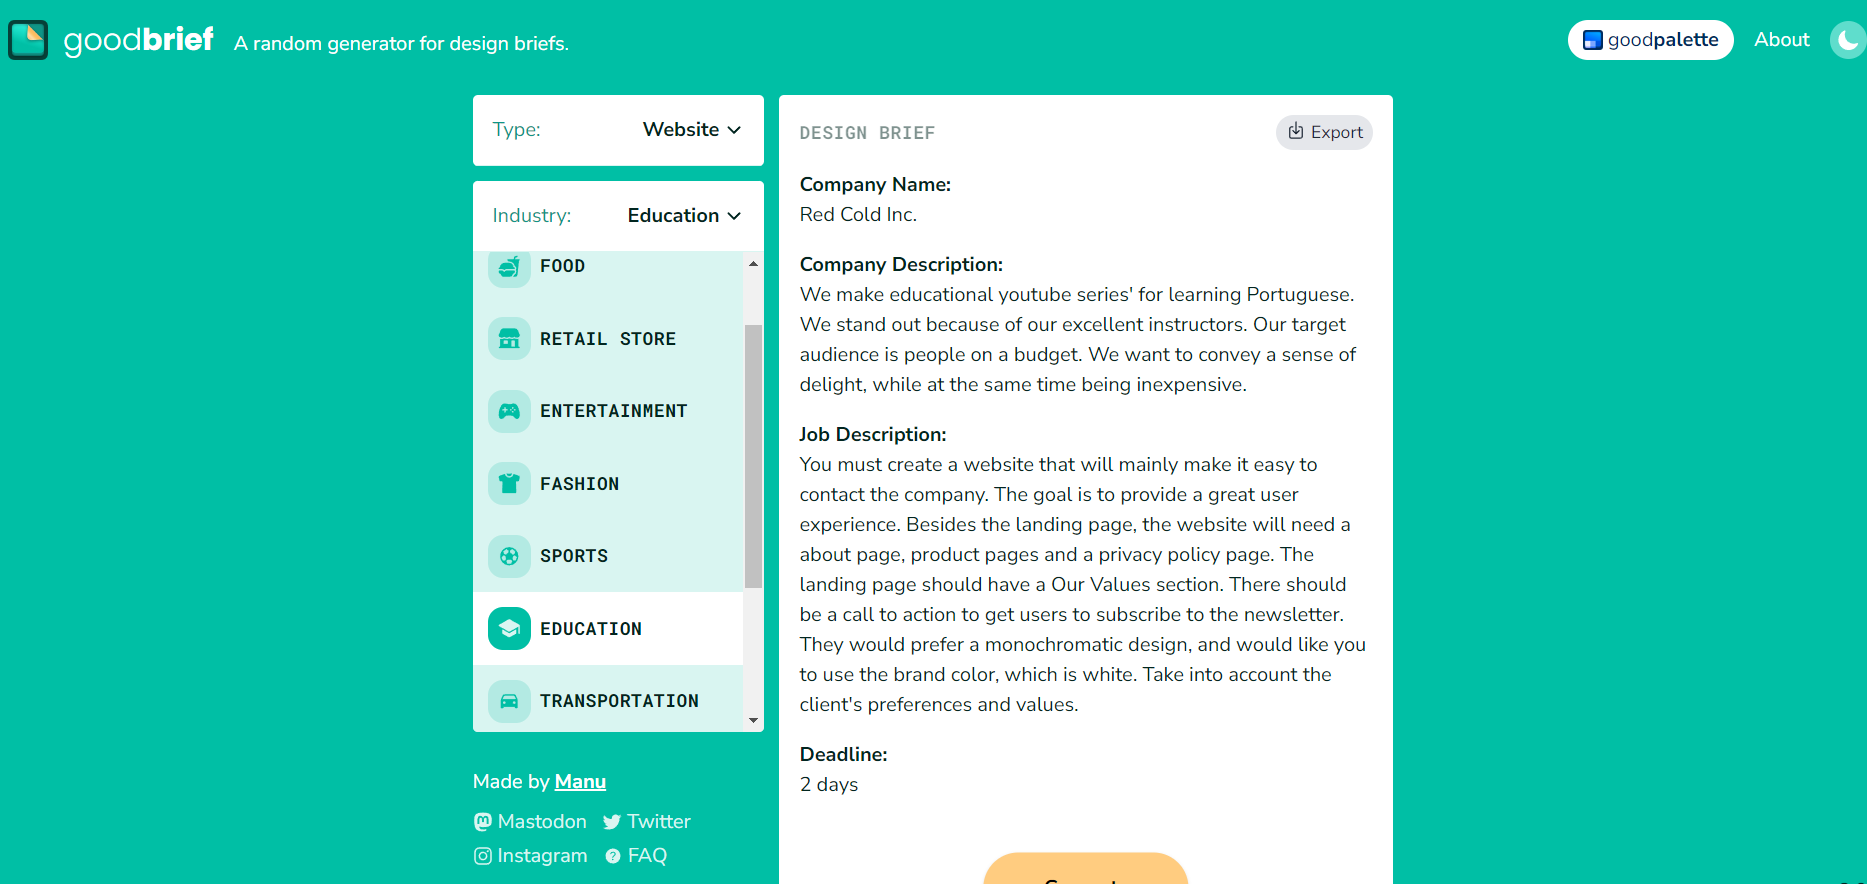 goodbrief A random generator for design briefs.
goodpalette About
Type: Website
Industry: Education
FOOD
RETAIL STORE
ENTERTAINMENT
FASHION
SPORTS
EDUCATION
TRANSPORTATION
Made by Manu
Mastodon Twitter
Instagram FAQ
DESIGN BRIEF
Export
Company Name:
Red Cold Inc.
Company Description:
We make educational youtube series' for learning Portuguese.
We stand out because of our excellent instructors. Our target
audience is people on a budget. We want to convey a sense of
delight, while at the same time being inexpensive.
Job Description:
You must create a website that will mainly make it easy to
contact the company. The goal is to provide a great user
experience. Besides the landing page, the website will need a
about page, product pages and a privacy policy page. The
landing page should have a Our Values section. There should
be a call to action to get users to subscribe to the newsletter.
They would prefer a monochromatic design, and would like you
to use the brand color, which is white. Take into account the
client's preferences and values.
Deadline:
2 days